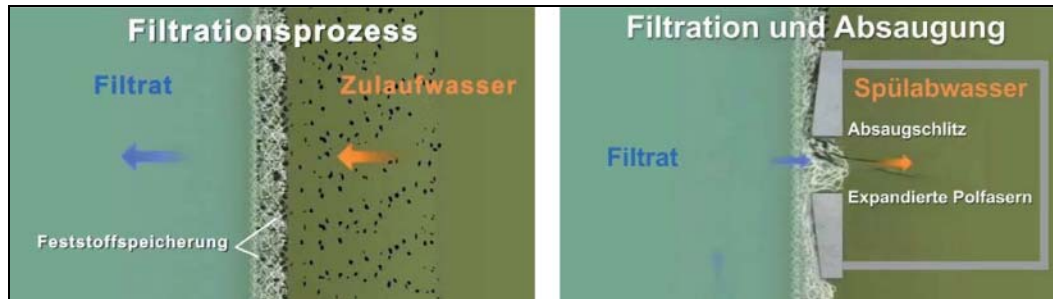 Filtrationsprozess
Filtrat
Zulaufwasser
Feststoffspeicherung
Filtration und Absaugung
Spülabwasser
Absaugschlitz
Filtrat
Expandierte Polfasern